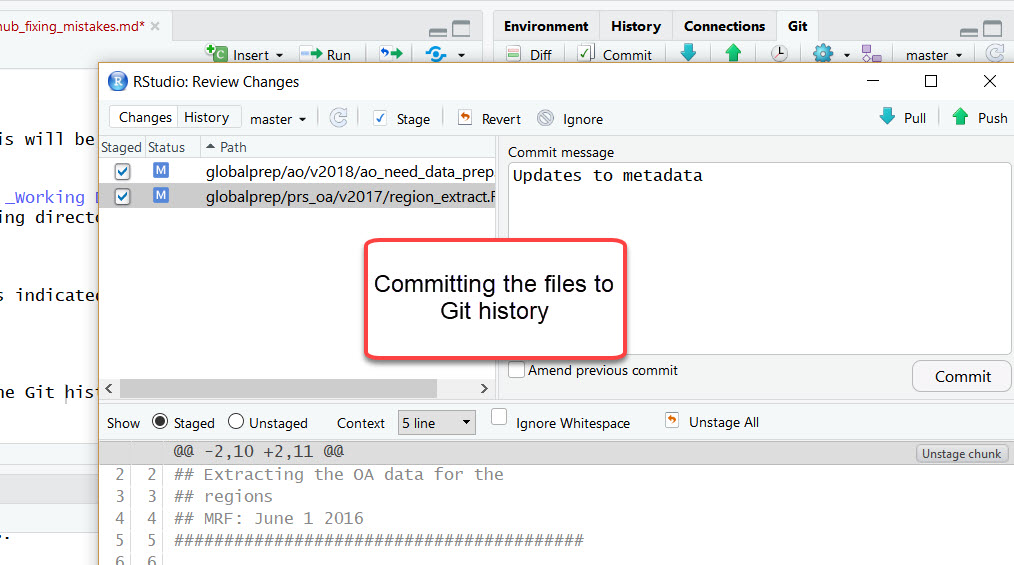 hub_fixing_mistakes.md*
Environment History Connections Git
Insert Run
Diff Commit master
RStudio: Review Changes
Changes History master Stage Revert Ignore Pull Push
is will be
Staged Status Path
Commit message
M globalprep/ao/v2018/ao_need_data_prep.
Updates to metadata
_Working
M globalprep/prs_oa/v2017/region_extract.
ing direct
Committing the files to
Git history
s indicated
Amend previous commit
Commit
he Git hist
Show Staged Unstaged Context 5 line Ignore Whitespace Unstage All
@@ -2,10 +2,11 @@ Unstage chunk
2 2 ## Extracting the OA data for the
3 3 ## regions
4 4 ## MRF: June 1 2016
5 5 #########################################
6 6